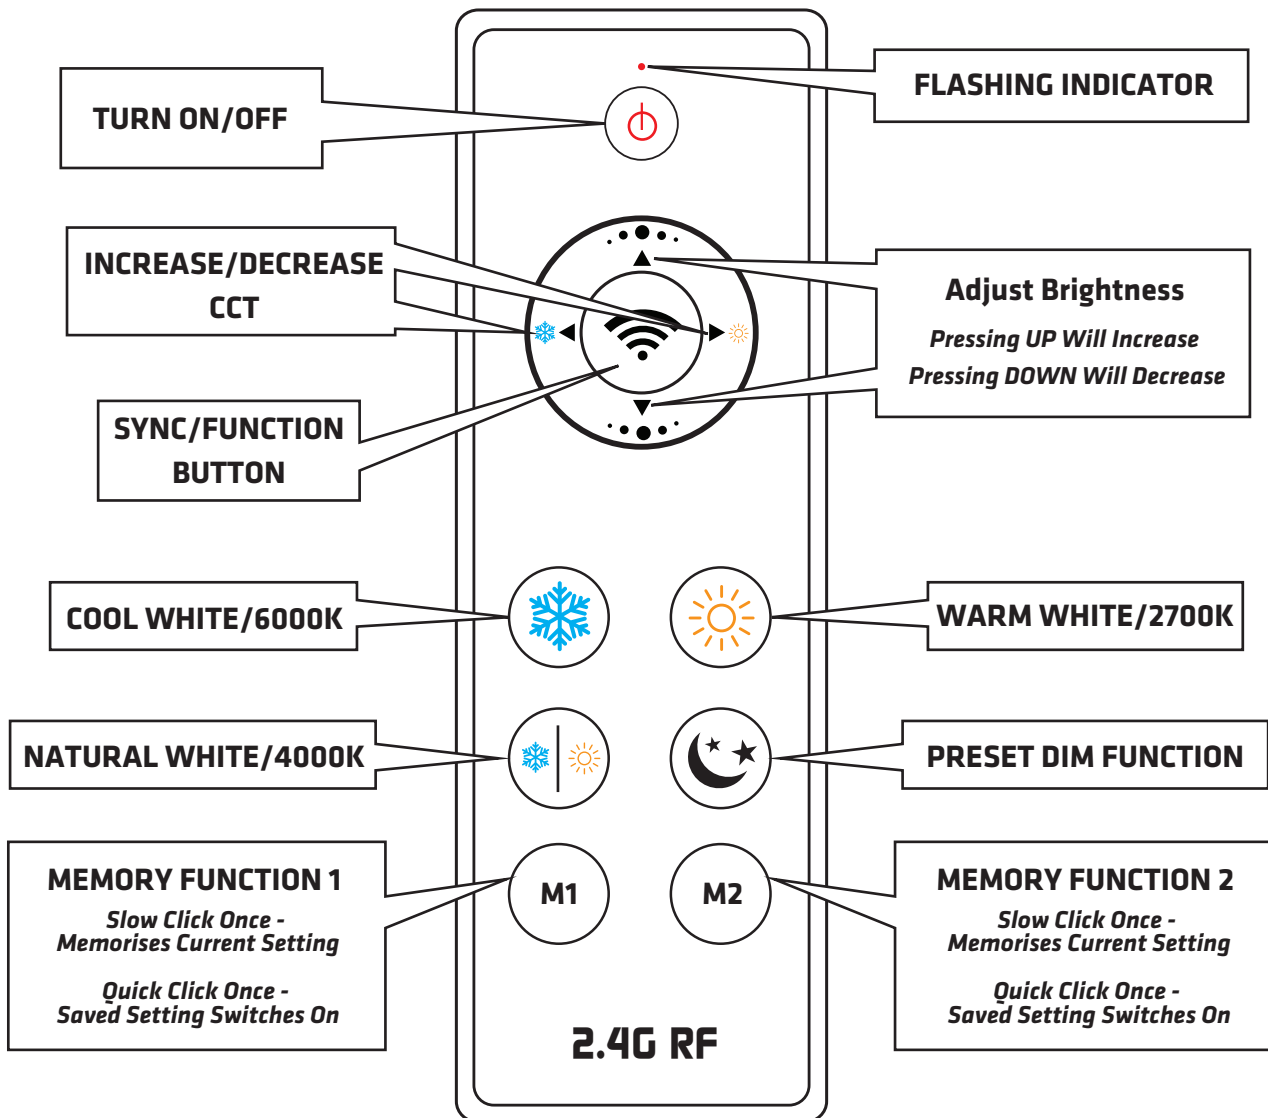 FLASHING INDICATOR
TURN ON/OFF
INCREASE/DECREASE
CCT
Adjust Brightness
Pressing UP Will Increase
Pressing DOWN Will Decrease
SYNC/FUNCTION
BUTTON
COOL WHITE/6000K
WARM WHITE/2700K
NATURAL WHITE/4000K
PRESET DIM FUNCTION
MEMORY FUNCTION 1
Slow Click Once -
Memorises Current Setting
Quick Click Once -
Saved Setting Switches On
M1
M2
MEMORY FUNCTION 2
Slow Click Once -
Memorises Current Setting
Quick Click Once -
Saved Setting Switches On
2.4G RF